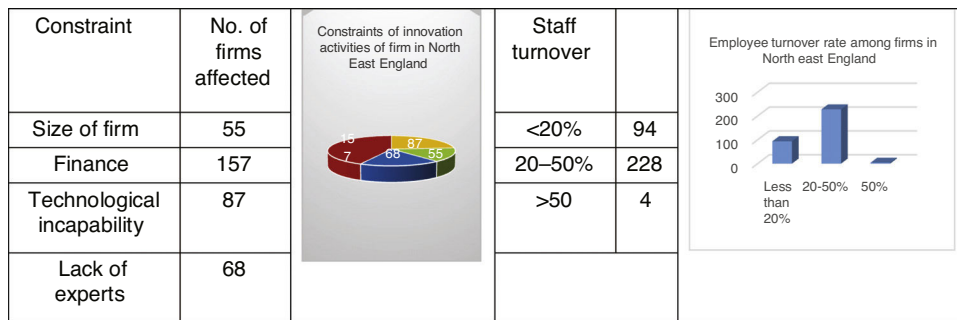 Constraint
No. of
firms
affected
Size of firm
55
Finance
157
Technological
incapability
87
Lack of
experts
68
Constraints of innovation
activities of firm in North
East England
15
7
87
68
55
Staff
turnover
<20%
94
20–50%
228
>50
4
Employee turnover rate among firms in
North east England
300
200
100
0
Less
than
20%
20-50%
50%